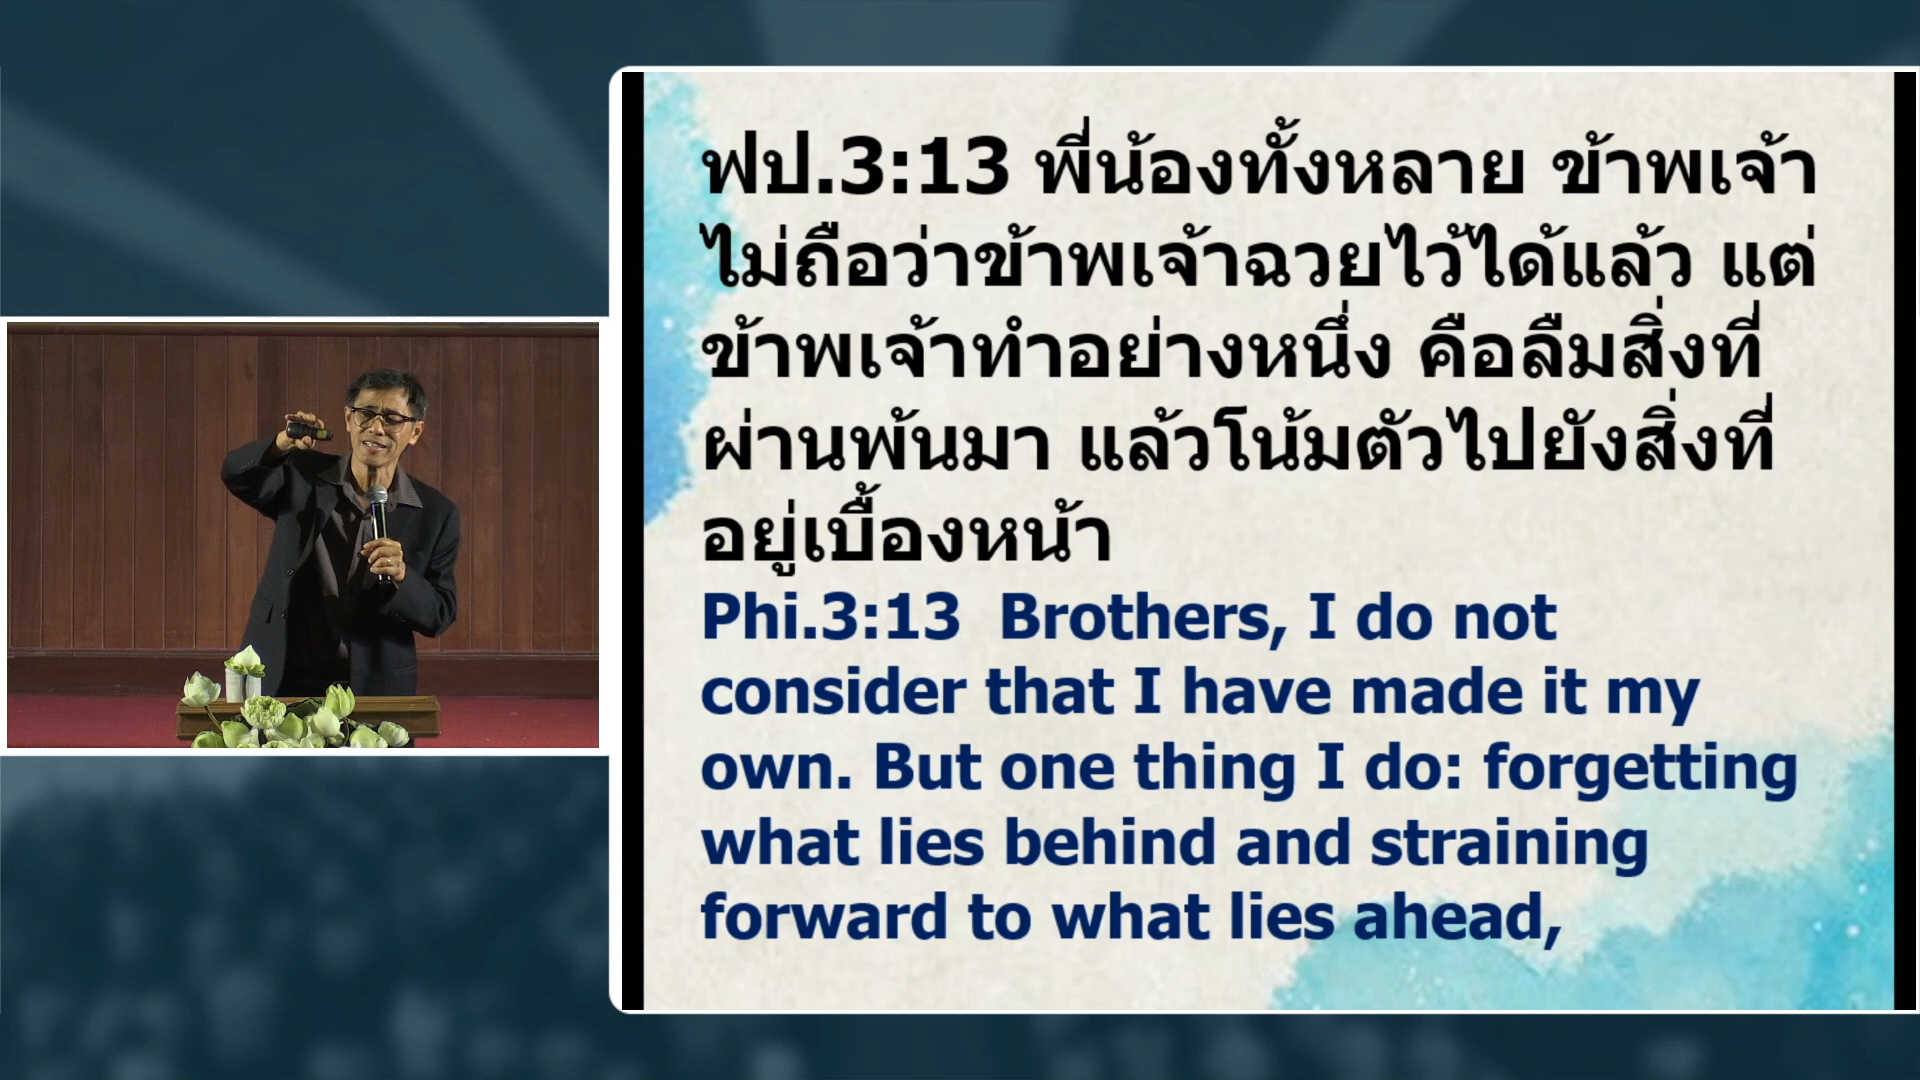 ฟป.3:13 พี่น้องทั้งหลาย ข้าพเจ้า
ไม่ถือว่าข้าพเจ้าฉวยไว้ได้แล้ว แต่
ข้าพเจ้าทำอย่างหนึ่ง คือลืมสิ่งที่
ผ่านพ้นมา แล้วโน้มตัวไปยังสิ่งที่
อยู่เบื้องหน้า
Phi.3:13 Brothers, I do not
consider that I have made it my
own. But one thing I do: forgetting
what lies behind and straining
forward to what lies ahead,